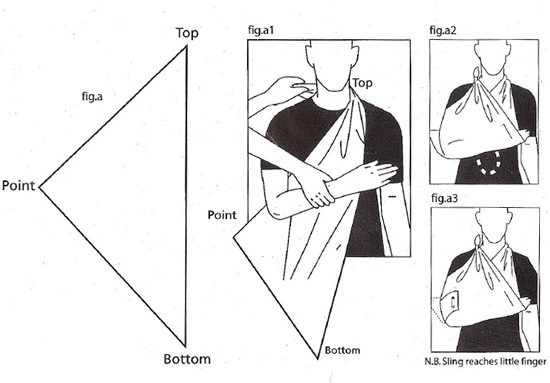 Top
fig.a
Point
Bottom
fig.a1
Top
Point
Bottom
fig.a2
fig.a3
N.B. Sling reaches little finger